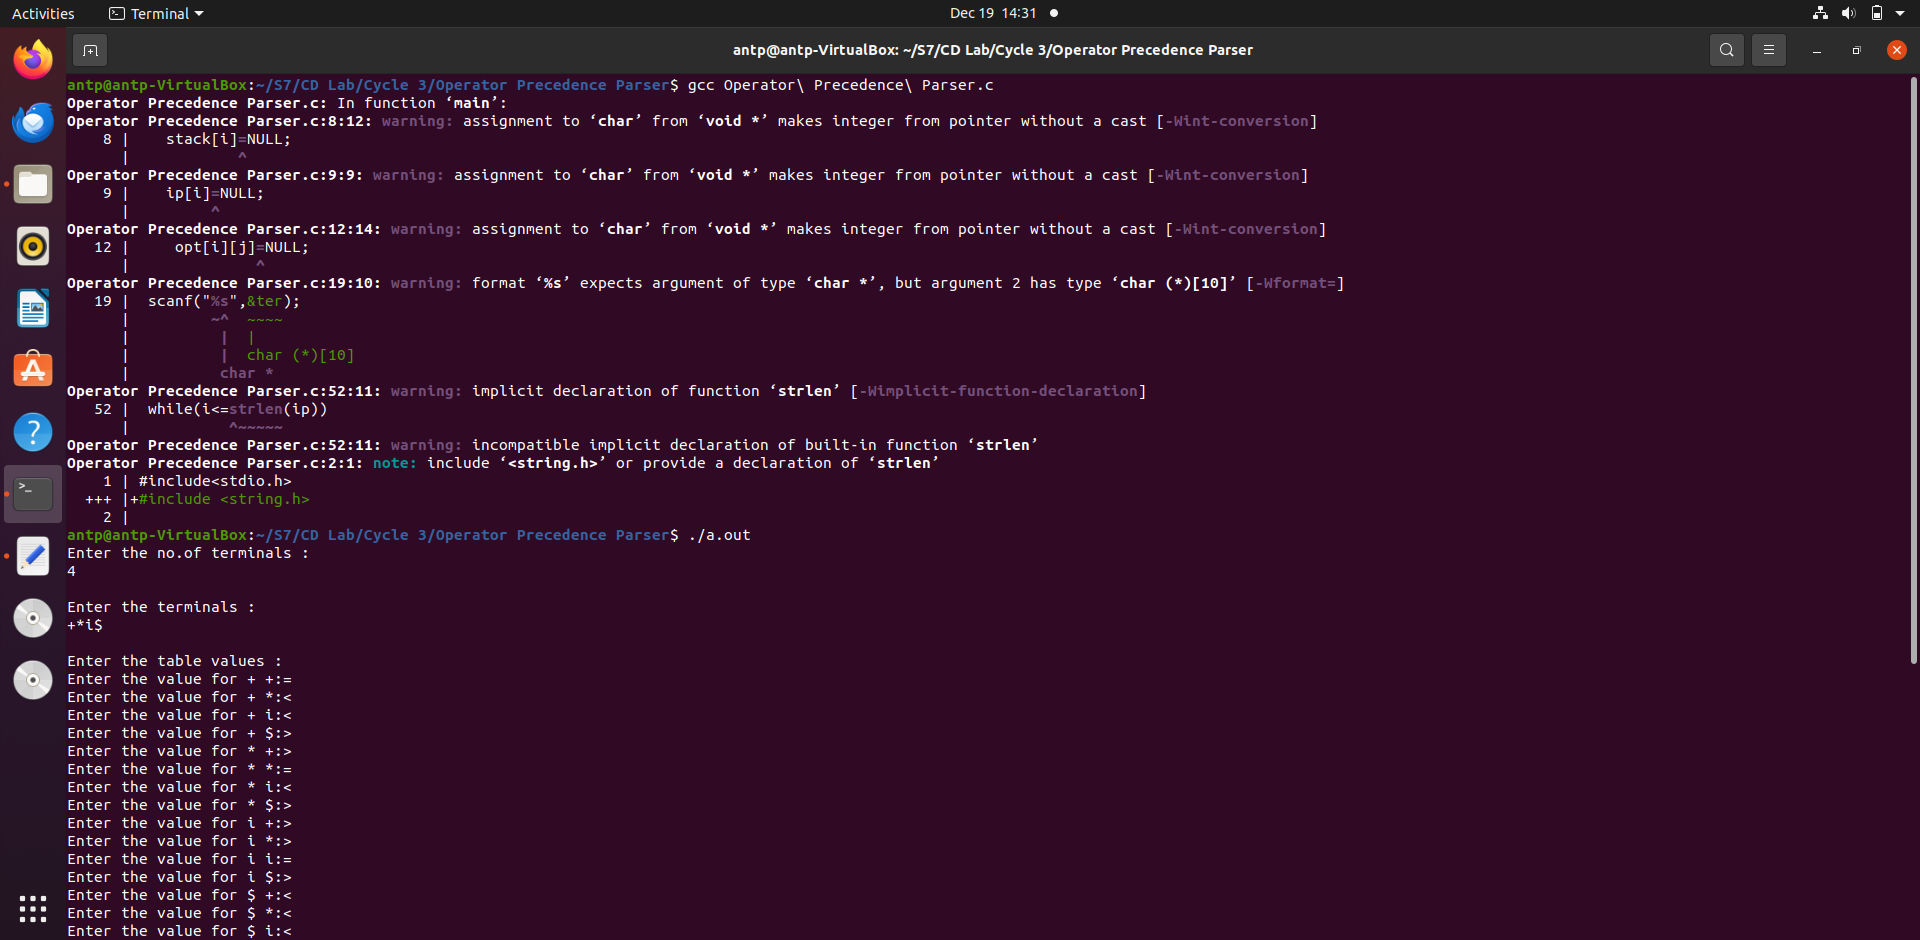 Activities
Terminal
Dec 19 14:31
antp@antp-VirtualBox: ~/S7/CD Lab/Cycle 3/Operator Precedence Parser
antp@antp-VirtualBox:~/S7/CD Lab/Cycle 3/Operator Precedence Parser$ gcc Operator\ Precedence\ Parser.c
Operator Precedence Parser.c: In function ‘main’:
Operator Precedence Parser.c:8:12: warning: assignment to ‘char’ from ‘void *’ makes integer from pointer without a cast [-Wint-conversion]
    8 |    stack[i]=NULL;
      |            ^
Operator Precedence Parser.c:9:9: warning: assignment to ‘char’ from ‘void *’ makes integer from pointer without a cast [-Wint-conversion]
    9 |    ip[i]=NULL;
      |         ^
Operator Precedence Parser.c:12:14: warning: assignment to ‘char’ from ‘void *’ makes integer from pointer without a cast [-Wint-conversion]
   12 |     opt[i][j]=NULL;
      |              ^
Operator Precedence Parser.c:19:10: warning: format ‘%s’ expects argument of type ‘char *’, but argument 2 has type ‘char (*)[10]’ [-Wformat=]
   19 |  scanf("%s",&ter);
      |         ~^  ~~~~
      |          |  |
      |          |  char (*)[10]
      |          char *
Operator Precedence Parser.c:52:11: warning: implicit declaration of function ‘strlen’ [-Wimplicit-function-declaration]
   52 |  while(i<=strlen(ip))
      |           ^~~~~~
Operator Precedence Parser.c:52:11: warning: incompatible implicit declaration of built-in function ‘strlen’
Operator Precedence Parser.c:2:1: note: include ‘<string.h>’ or provide a declaration of ‘strlen’
    1 | #include<stdio.h>
  +++ |+#include <string.h>
    2 |
antp@antp-VirtualBox:~/S7/CD Lab/Cycle 3/Operator Precedence Parser$ ./a.out
Enter the no.of terminals :
4
Enter the terminals :
+*i$
Enter the table values :
Enter the value for + +:=
Enter the value for + *:<
Enter the value for + i:<
Enter the value for + $:>
Enter the value for * +:>
Enter the value for * *:=
Enter the value for * i:<
Enter the value for * $:>
Enter the value for i +:>
Enter the value for i *:>
Enter the value for i i:=
Enter the value for i $:>
Enter the value for $ +:<
Enter the value for $ *:<
Enter the value for $ i:<